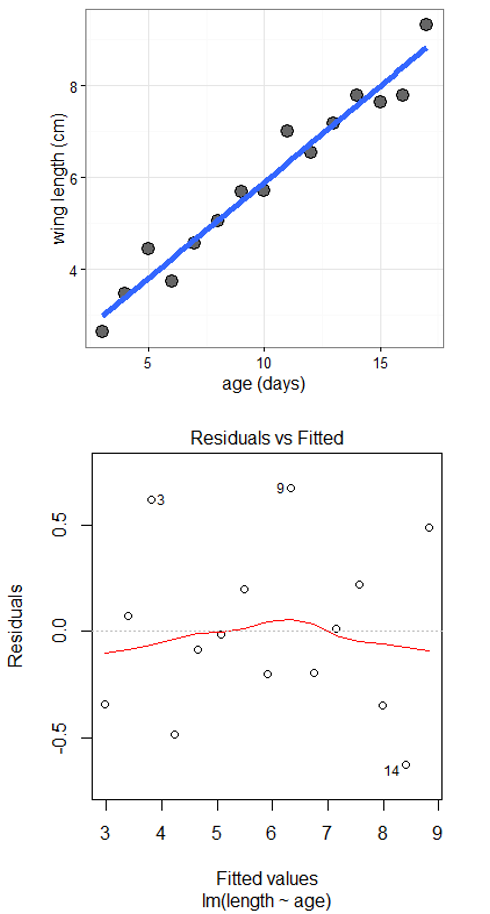 8
6
4
wing length (cm)
5 10 15
age (days)
Residuals vs Fitted
3
9
14
0.5
0.0
-0.5
Residuals
3 4 5 6 7 8 9
Fitted values
lm(length ~ age)